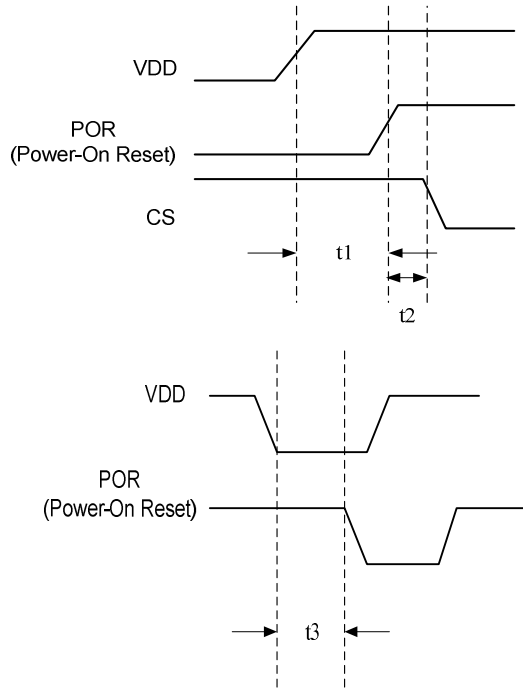 VDD
POR
(Power-On Reset)
CS
t1
t2
VDD
POR
(Power-On Reset)
t3